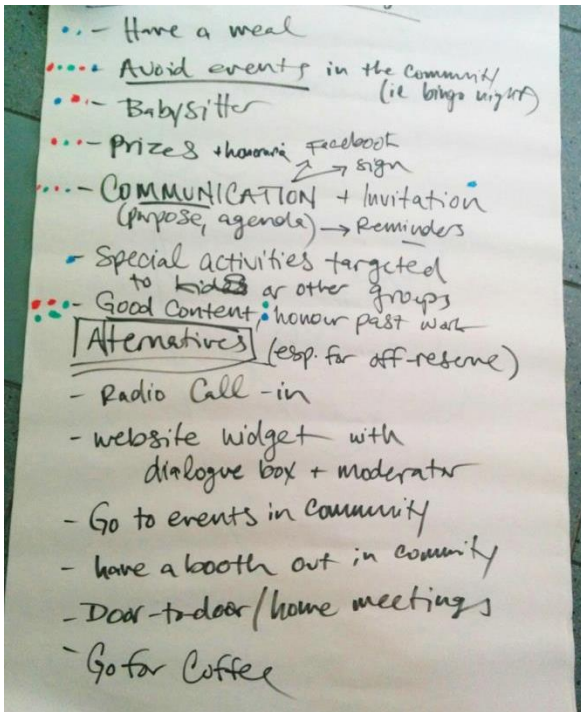 - Have a meal
- Avoid events in the community
(ie bingo night)
- Babysitter
- Prizes + honoraria Facebook
sign
- COMMUNICATION + Invitation
(purpose, agenda) → Reminders
- Special activities targeted
to kids or other groups
- Good Content, honour past work
Alternatives (esp. for off-reserve)
- Radio Call-in
- website widget with
dialogue box + moderator
- Go to events in Community
- have a booth out in commity
- Door-to-door/home meetings
- Go for Coffee